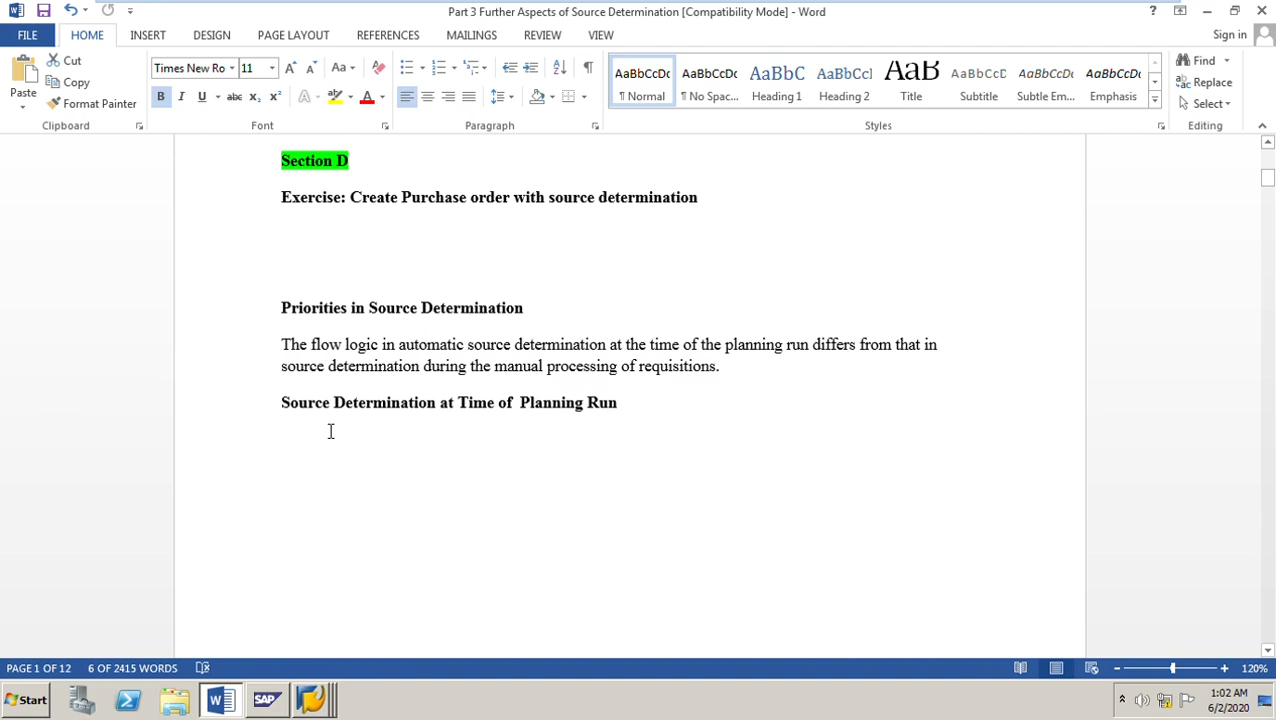 Part 3 Further Aspects of Source Determination [Compatibility Mode] - Word
FILE HOME INSERT DESIGN PAGE LAYOUT REFERENCES MAILINGS REVIEW VIEW Sign in
Paste Cut Copy Format Painter
Times New Ro 11
AaBbCcDc AaBbCcDc AaBbC AaBbCc AaB AaBbCcD AaBbCcDc AaBbCcDc
¶ Normal ¶ No Spac... Heading 1 Heading 2 Title Subtitle Subtle Em... Emphasis
Find Replace Select
Clipboard Font Paragraph Styles Editing
Section D
Exercise: Create Purchase order with source determination
Priorities in Source Determination
The flow logic in automatic source determination at the time of the planning run differs from that in
source determination during the manual processing of requisitions.
Source Determination at Time of Planning Run
PAGE 1 OF 12 6 OF 2415 WORDS 120%
Start SAP 1:02 AM
6/2/2020